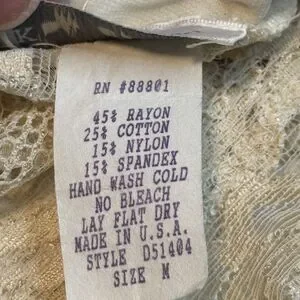 RN #88801
45% RAYON
25% COTTON
15% NYLON
15% SPANDEX
HAND WASH COLD
NO BLEACH
LAY FLAT DRY
MADE IN U.S.A.
STYLE D51404
SIZE M